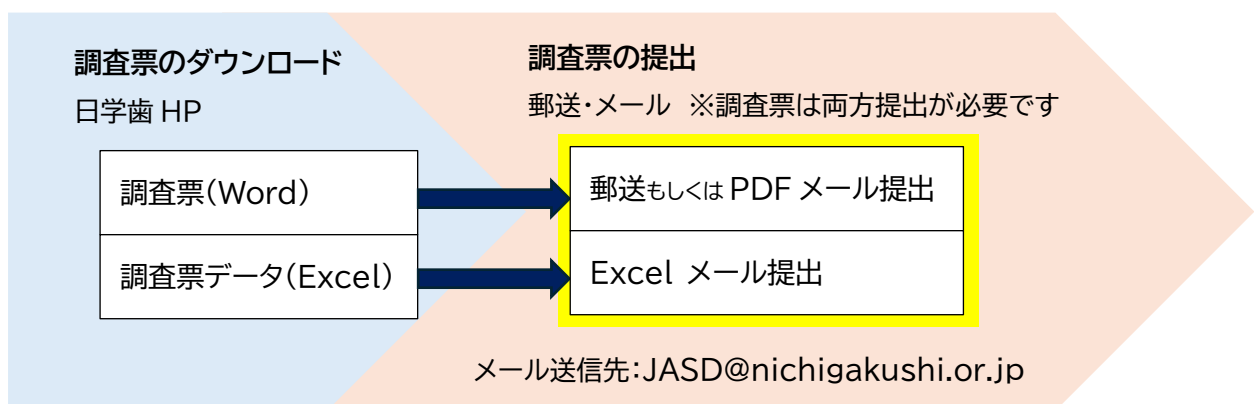 調査票のダウンロード
日学歯 HP
調査票(Word)
調査票データ(Excel)
調査票の提出
郵送・メール ※調査票は両方提出が必要です
郵送もしくは PDF メール提出
Excel メール提出
メール送信先:JASD@nichigakushi.or.jp